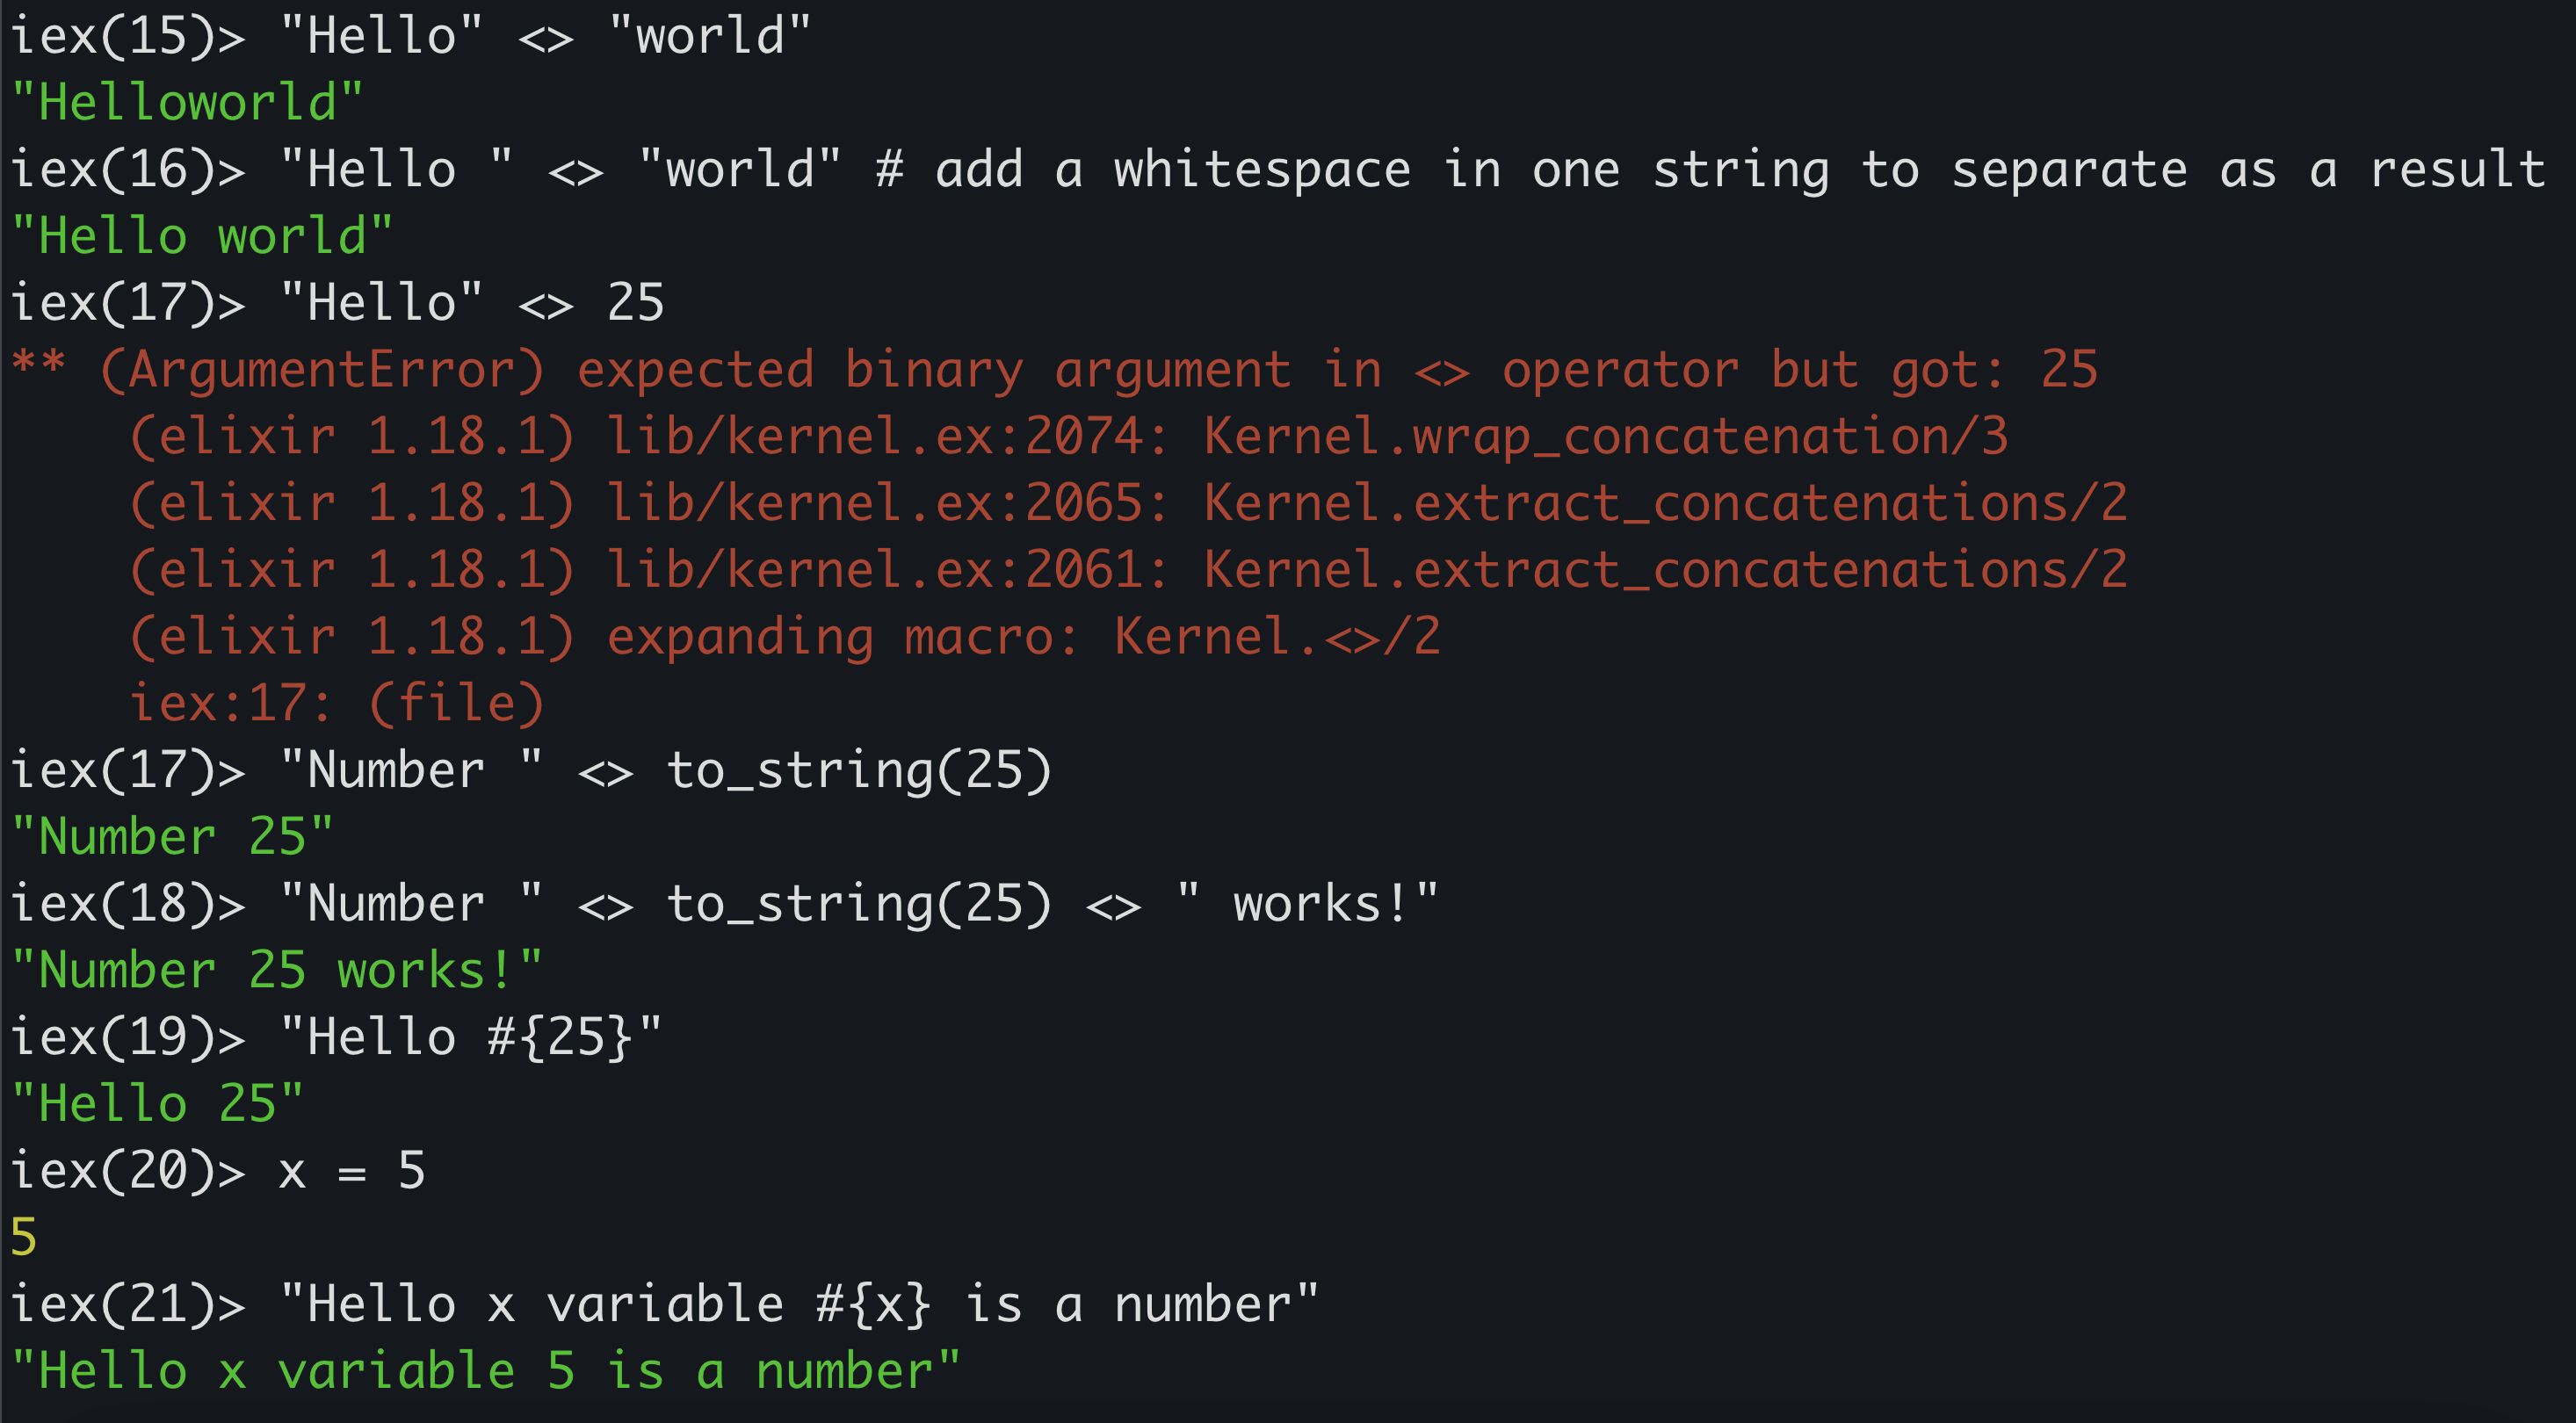 iex(15)> "Hello" <> "world"
"Helloworld"
iex(16)> "Hello " <> "world" # add a whitespace in one string to separate as a result
"Hello world"
iex(17)> "Hello" <> 25
** (ArgumentError) expected binary argument in <> operator but got: 25
    (elixir 1.18.1) lib/kernel.ex:2074: Kernel.wrap_concatenation/3
    (elixir 1.18.1) lib/kernel.ex:2065: Kernel.extract_concatenations/2
    (elixir 1.18.1) lib/kernel.ex:2061: Kernel.extract_concatenations/2
    (elixir 1.18.1) expanding macro: Kernel.<>/2
    iex:17: (file)
iex(17)> "Number " <> to_string(25)
"Number 25"
iex(18)> "Number " <> to_string(25) <> " works!"
"Number 25 works!"
iex(19)> "Hello #{25}"
"Hello 25"
iex(20)> x = 5
5
iex(21)> "Hello x variable #{x} is a number"
"Hello x variable 5 is a number"